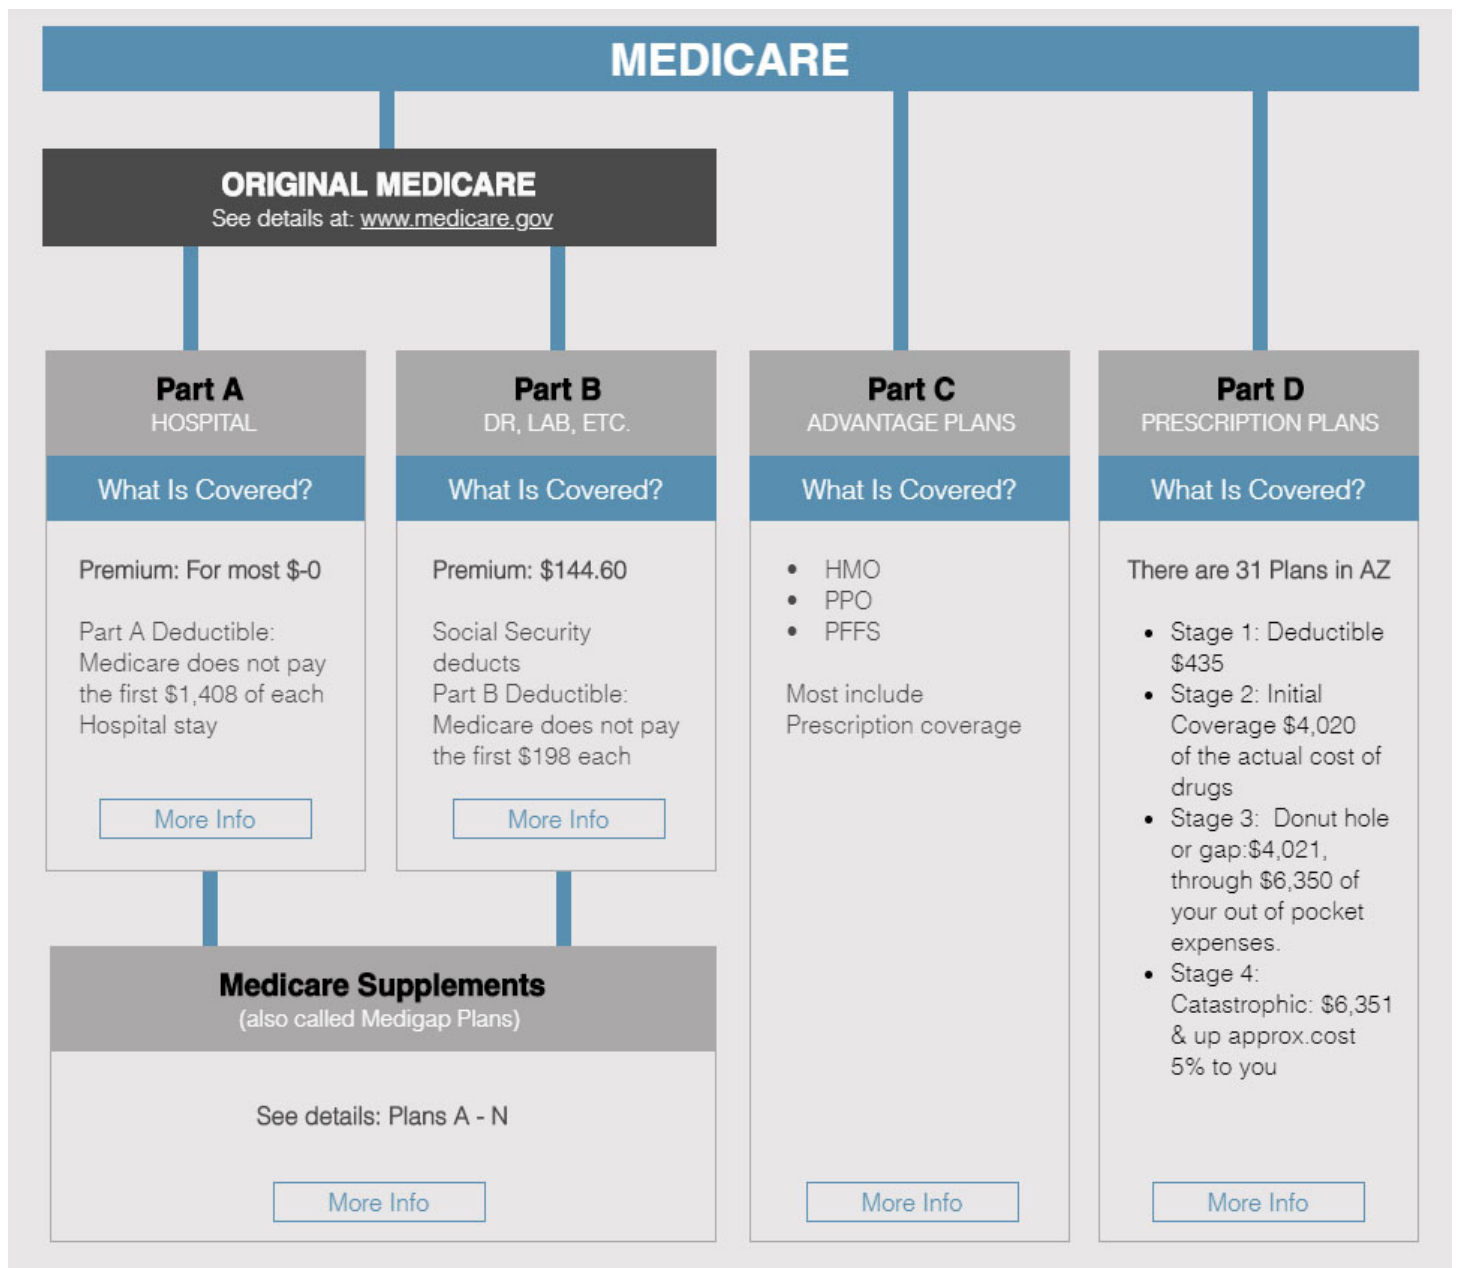 MEDICARE
ORIGINAL MEDICARE
See details at: www.medicare.gov
Part A
HOSPITAL
What Is Covered?
Premium: For most $-0
Part A Deductible:
Medicare does not pay
the first $1,408 of each
Hospital stay
More Info
Part B
DR, LAB, ETC.
What Is Covered?
Premium: $144.60
Social Security
deducts
Part B Deductible:
Medicare does not pay
the first $198 each
More Info
Medicare Supplements
(also called Medigap Plans)
See details: Plans A - N
More Info
Part C
ADVANTAGE PLANS
What Is Covered?
• HMO
• PPO
• PFFS
Most include
Prescription coverage
More Info
Part D
PRESCRIPTION PLANS
What Is Covered?
There are 31 Plans in AZ
• Stage 1: Deductible
$435
• Stage 2: Initial
Coverage $4,020
of the actual cost of
drugs
• Stage 3:  Donut hole
or gap:$4,021,
through $6,350 of
your out of pocket
expenses.
• Stage 4:
Catastrophic: $6,351
& up approx.cost
5% to you
More Info